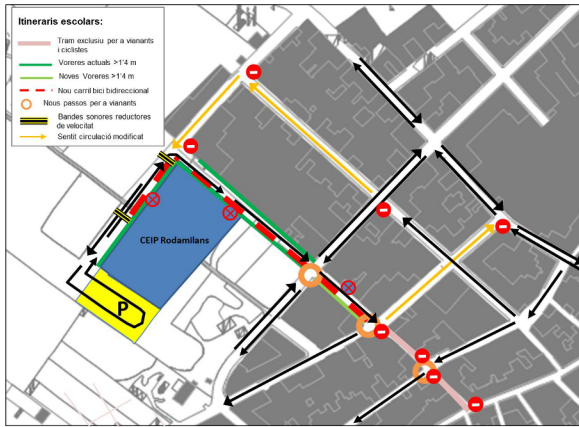 Itineraris escolars:
Tram exclusiu per a vianants
i ciclistes
Voreres actuals >1'4 m
Noves Voreres >1'4 m
Nou carril bici bidireccional
Nous passos per a vianants
Bandes sonores reductores
de velocitat
Sentit circulació modificat
CEIP Rodamilans
P